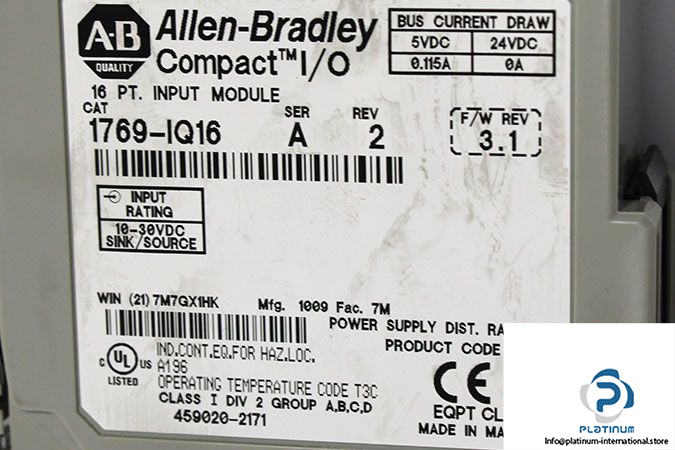 A-B
QUALITY
Allen-Bradley
Compact™I/O
BUS CURRENT DRAW
5VDC 24VDC
0.115A 0A
16 PT. INPUT MODULE
CAT SER REV
1769-IQ16 A 2
F/W REV
3.1
INPUT
RATING
10-30VDC
SINK/SOURCE
WIN (21) 7M7GX1HK Mfg. 1009 Fac. 7M
POWER SUPPLY DIST.
PRODUCT CODE
C UL US
LISTED
IND.CONT.EQ.FOR HAZ.LOC.
A196
OPERATING TEMPERATURE CODE T3C
CLASS I DIV 2 GROUP A,B,C,D
459020-2171
CE
EQPT
MADE IN
PLATINUM
Info@platinum-international.store